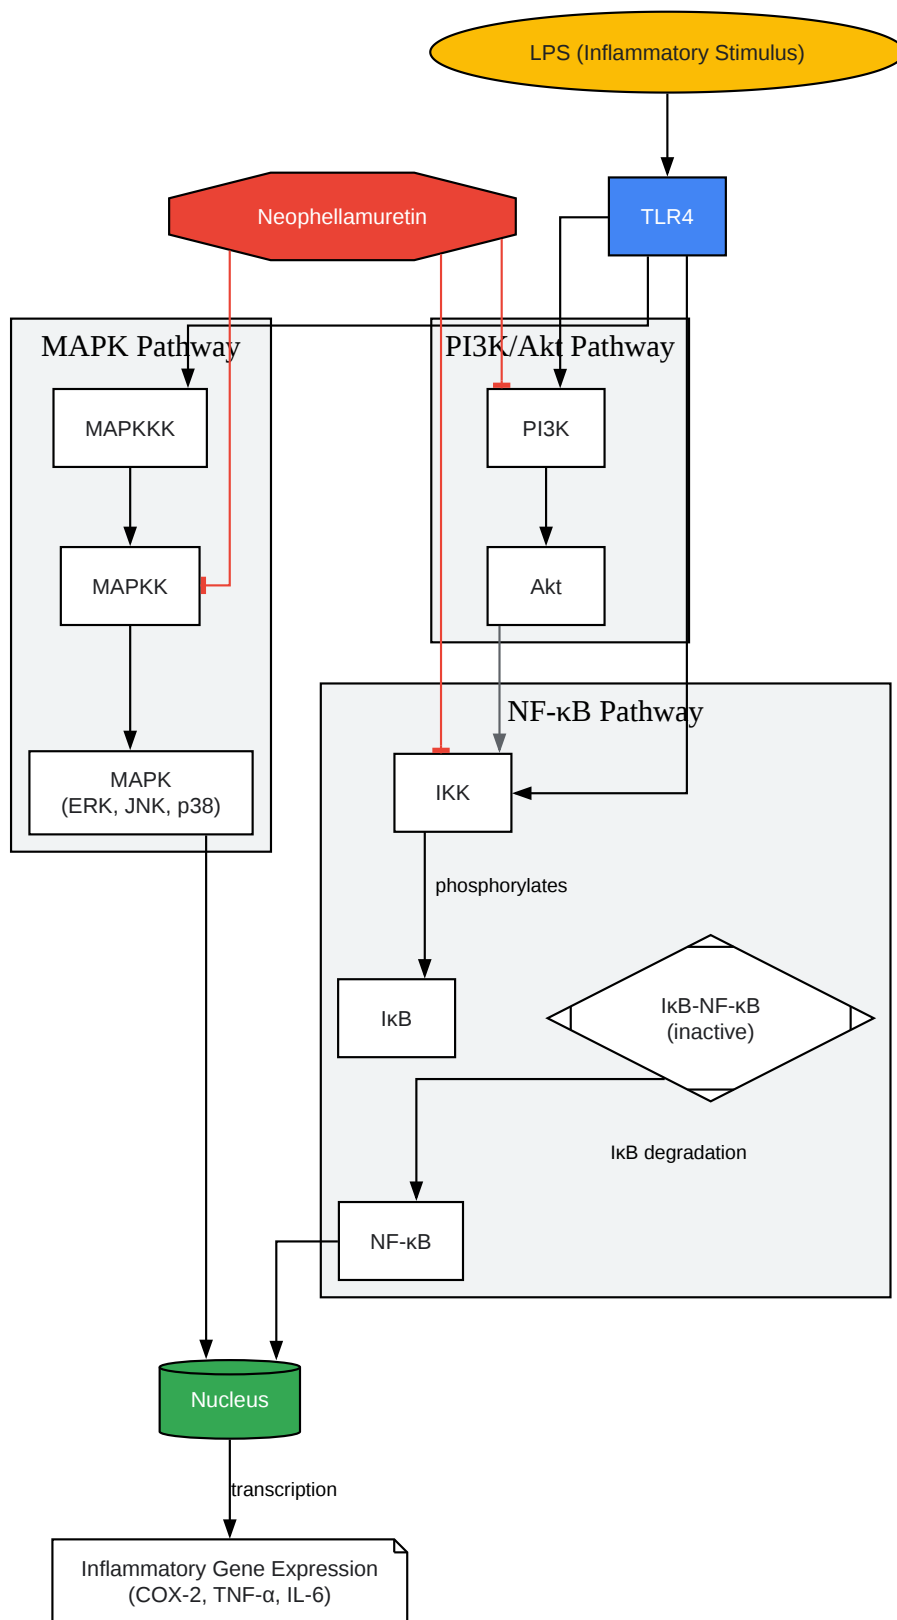 LPS (Inflammatory Stimulus)
Neophellamuretin
TLR4
MAPK Pathway
PI3K/Akt Pathway
MAPKKK
PI3K
MAPKK
Akt
NF-κB Pathway
MAPK
(ERK, JNK, p38)
IKK
phosphorylates
IκB
IκB-NF-κB
(inactive)
IκB degradation
NF-κB
Nucleus
transcription
Inflammatory Gene Expression
(COX-2, TNF-α, IL-6)